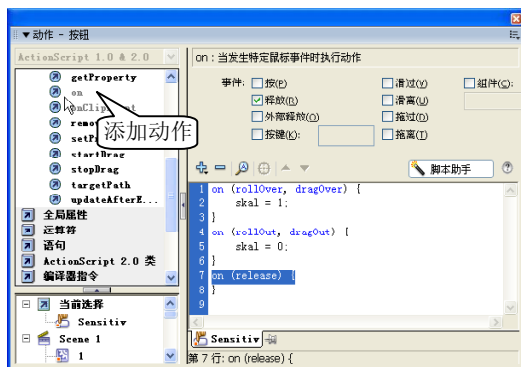 ▼动作 - 按钮
ActionScript 1.0 & 2.0
getProperty
on
onClipEvent
remov
setP
startDrag
stopDrag
targetPath
updateAfterE...
全局属性
运算符
语句
ActionScript 2.0 类
编译器指令
当前选择
Sensitiv
Scene 1
1
添加动作
on : 当发生特定鼠标事件时执行动作
事件:
按(P)
滑过(V)
组件(C):
释放(R)
滑离(U)
外部释放(O)
拖过(D)
按键(K):
拖离(T)
脚本助手
1 on (rollOver, dragOver) {
2 skal = 1;
3 }
4 on (rollOut, dragOut) {
5 skal = 0;
6 }
7 on (release) {
8 }
9
Sensitiv
第 7 行: on (release) {